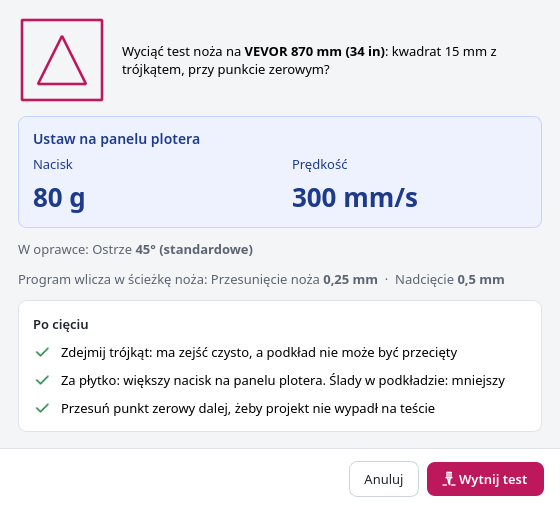 Wyciąć test noża na VEVOR 870 mm (34 in): kwadrat 15 mm z
trójkątem, przy punkcie zerowym?
Ustaw na panelu plotera
Nacisk
Prędkość
80 g
300 mm/s
W oprawce: Ostrze 45° (standardowe)
Program wlicza w ścieżkę noża: Przesunięcie noża 0,25 mm · Nadcięcie 0,5 mm
Po cięciu
Zdejmij trójkąt: ma zejść czysto, a podkład nie może być przecięty
Za płytko: większy nacisk na panelu plotera. Ślady w podkładzie: mniejszy
Przesuń punkt zerowy dalej, żeby projekt nie wypadł na teście
Anuluj
Wytnij test